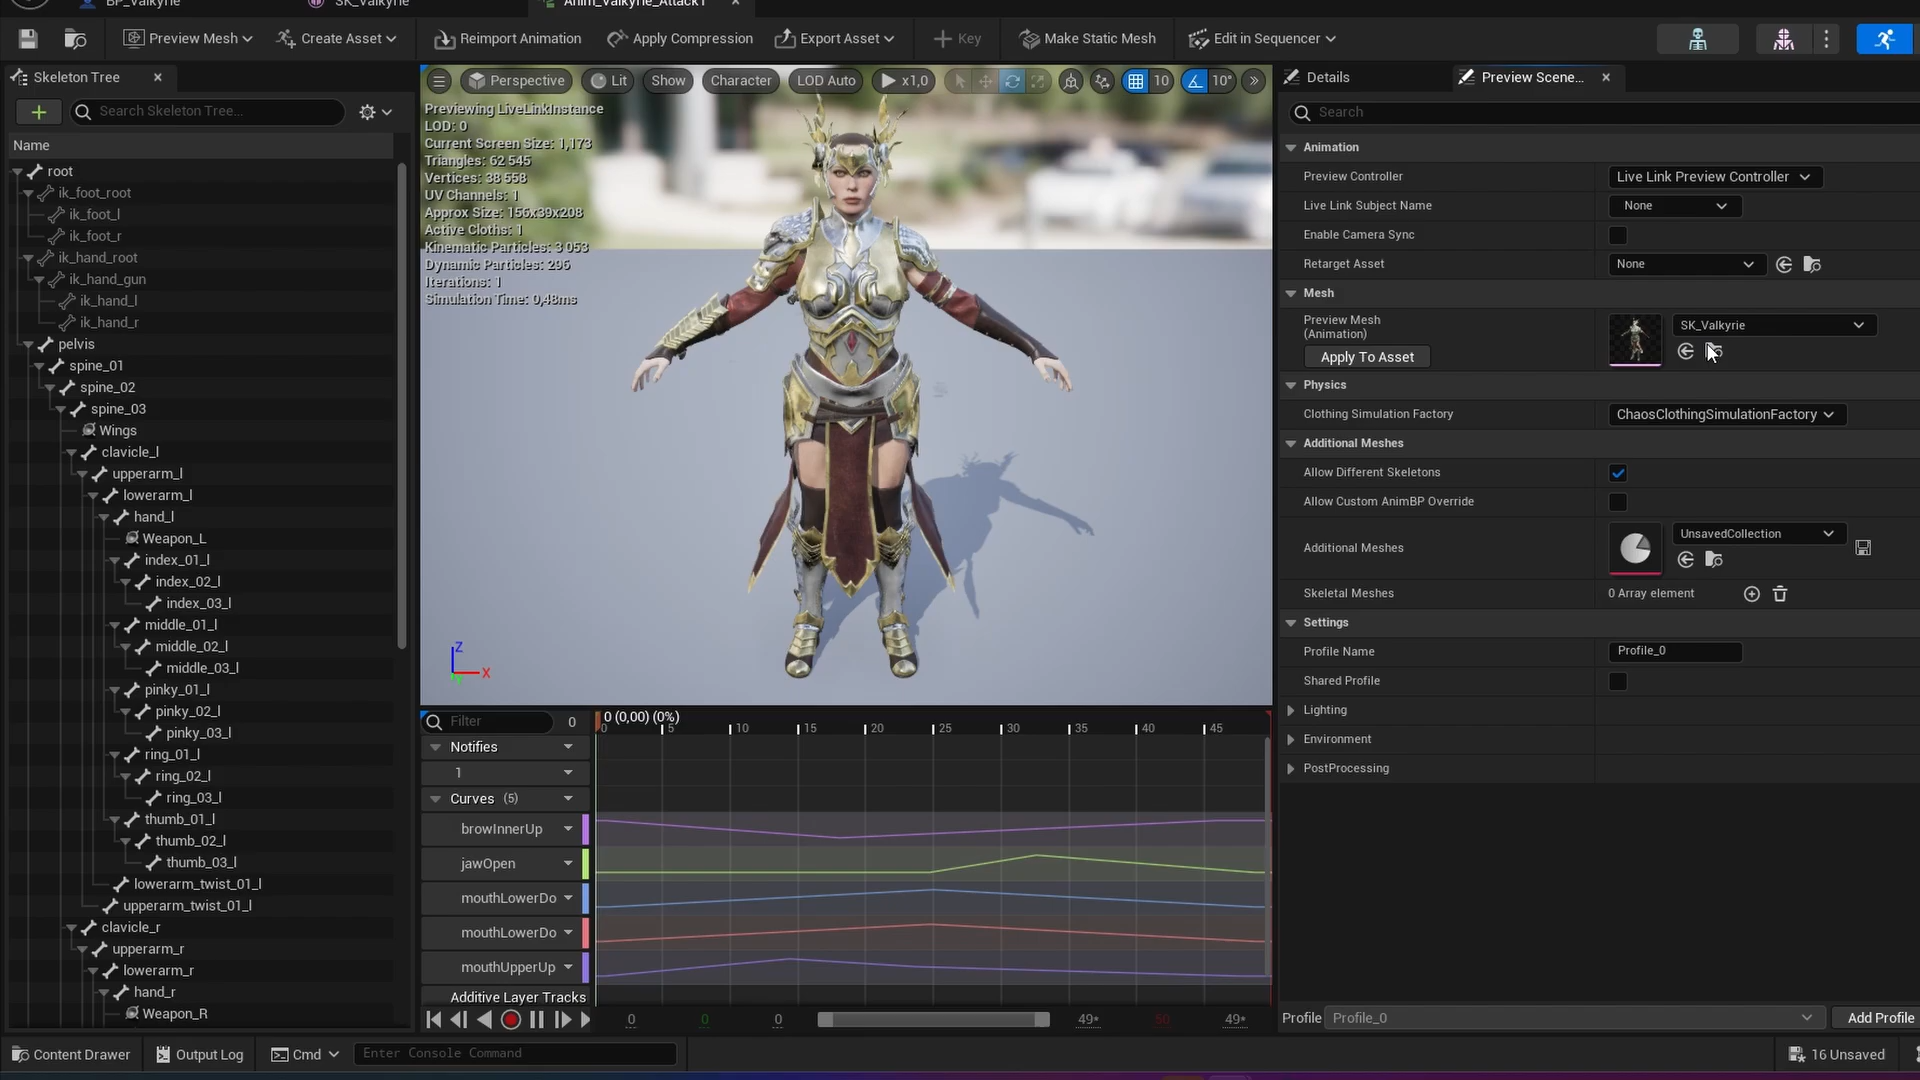 BP_Valkyrie
SK_Valkyrie
Anim_Valkyrie_Attack1
Preview Mesh
Create Asset
Reimport Animation
Apply Compression
Export Asset
Key
Make Static Mesh
Edit in Sequencer
Skeleton Tree
Search Skeleton Tree...
Name
root
ik_foot_root
ik_foot_l
ik_foot_r
ik_hand_root
ik_hand_gun
ik_hand_l
ik_hand_r
pelvis
spine_01
spine_02
spine_03
Wings
clavicle_l
upperarm_l
lowerarm_l
hand_l
Weapon_L
index_01_l
index_02_l
index_03_l
middle_01_l
middle_02_l
middle_03_l
pinky_01_l
pinky_02_l
pinky_03_l
ring_01_l
ring_02_l
ring_03_l
thumb_01_l
thumb_02_l
thumb_03_l
lowerarm_twist_01_l
upperarm_twist_01_l
clavicle_r
upperarm_r
lowerarm_r
hand_r
Weapon_R
Perspective
Lit
Show
Character
LOD Auto
x1,0
10
10°
Previewing LiveLinkInstance
LOD: 0
Current Screen Size: 1,173
Triangles: 62 545
Vertices: 38 558
UV Channels: 1
Approx Size: 156x39x208
Active Cloths: 1
Kinematic Particles: 3 053
Dynamic Particles: 296
Iterations: 1
Simulation Time: 0,48ms
Z
X
Y
Filter
0
0 (0,00) (0%)
0 5 10 15 20 25 30 35 40 45
Notifies
1
Curves (5)
browInnerUp
jawOpen
mouthLowerDo
mouthLowerDo
mouthUpperUp
Additive Layer Tracks
0
0
0
49*
50
49*
Details
Preview Scene...
Search
Animation
Preview Controller
Live Link Preview Controller
Live Link Subject Name
None
Enable Camera Sync
Retarget Asset
None
Mesh
Preview Mesh
(Animation)
Apply To Asset
SK_Valkyrie
Physics
Clothing Simulation Factory
ChaosClothingSimulationFactory
Additional Meshes
Allow Different Skeletons
Allow Custom AnimBP Override
Additional Meshes
UnsavedCollection
Skeletal Meshes
0 Array element
Settings
Profile Name
Profile_0
Shared Profile
Lighting
Environment
PostProcessing
Profile
Profile_0
Add Profile
Content Drawer
Output Log
Cmd
Enter Console Command
16 Unsaved